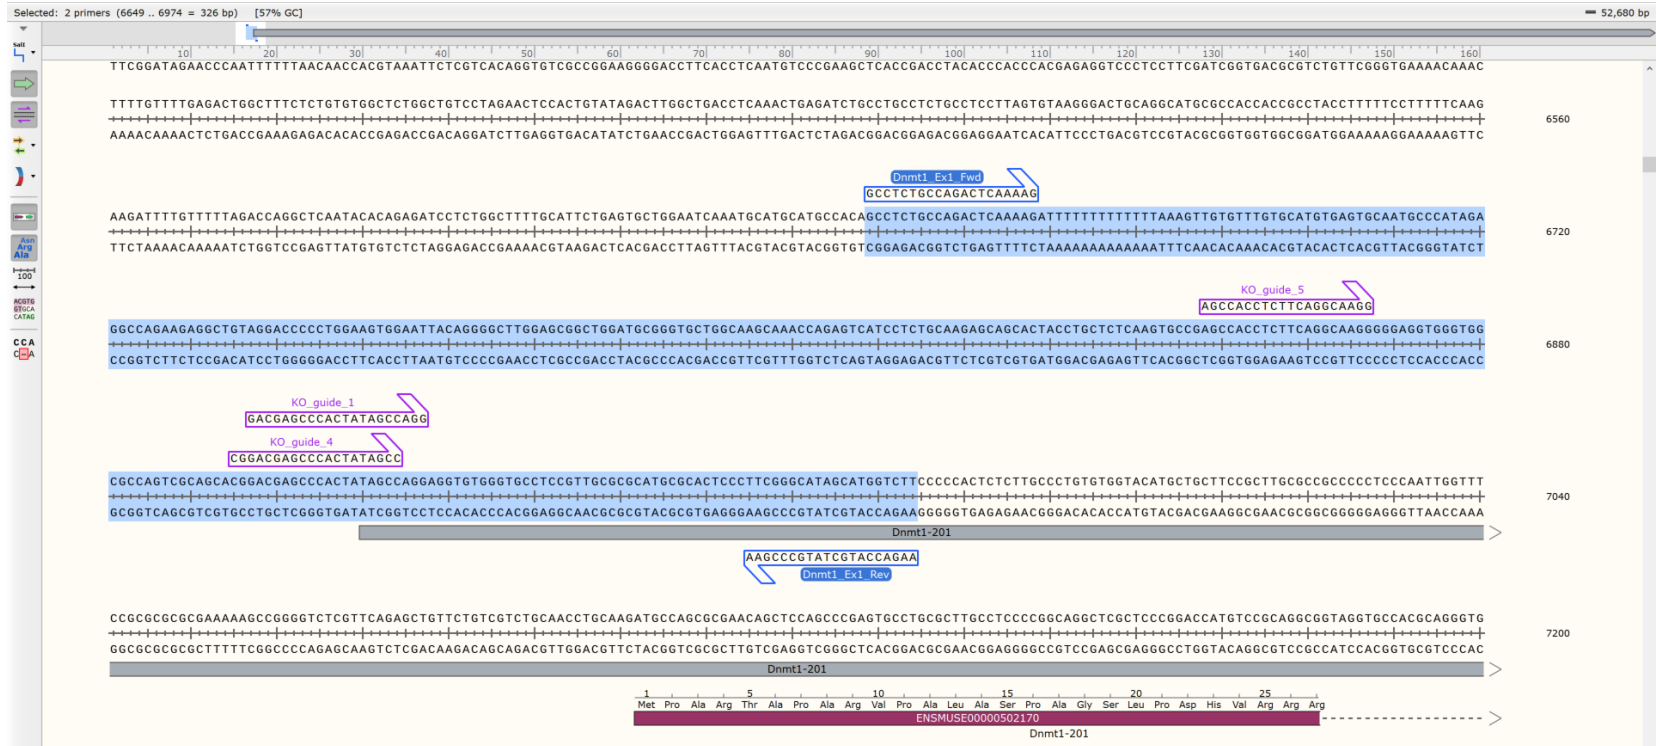 Selected: 2 primers (6649 .. 6974 = 326 bp) [57% GC]
52,680 bp
10 20 30 40 50 60 70 80 90 100 110 120 130 140 150 160
TTCGGATAGAACCCAATTTTTTAACAACCACGTAAATTCTCGTCACAGGTGTCGCCGGAAGGGGACCTTCACCTCAATGTCCCGAAGCTCACCGACCTACACCCACCCACGAGAGGTCCCTCCTTCGATCGGTGACGCGTCTGTTCGGGTGAAAACAAAC
TTTTGTTTTGAGACTGGCTTTCTCTGTGTGGCTCTGGCTGTCCTAGAACTCCACTGTATAGACTTGGCTGACCTCAAACTGAGATCTGCCTGCCTCTGCCTCCTTAGTGTAAGGGACTGCAGGCATGCGCCACCACCGCCTACCTTTTTCCTTTTTCAAG
6560
AAAACAAAACTCTGACCGAAAGAGACACACCGAGACCGACAGGATCTTGAGGTGACATATCTGAACCGACTGGAGTTTGACTCTAGACGGACGGAGACGGAGGAATCACATTCCCTGACGTCCGTACGCGGTGGTGGCGGATGGAAAAAGGAAAAAGTTC
Dnmt1_Ex1_Fwd
GCCTCTGCCAGACTCAAAAG
AAGATTTTGTTTTTAGACCAGGCTCAATACACAGAGATCCTCTGGCTTTTGCATTCTGAGTGCTGGAATCAAATGCATGCATGCCACAGCCTCTGCCAGACTCAAAAGATTTTTTTTTTTTTTAAAGTTGTGTTTGTGCATGTGAGTGCAATGCCCATAGA
6720
TTCTAAAACAAAAATCTGGTCCGAGTTATGTGTCTCTAGGAGACCGAAAACGTAAGACTCACGACCTTAGTTTACGTACGTACGGTGTCGGAGACGGTCTGAGTTTTCTAAAAAAAAAAAAAATTTCAACACAAACACGTACACTCACGTTACGGGTATCT
KO_guide_5
AGCCACCTCTTCAGGCAAGG
GGCCAGAAGAGGCTGTAGGACCCCCTGGAAGTGGAATTACAGGGGCTTGGAGCGGCTGGATGCGGGTGCTGGCAAGCAAACCAGAGTCATCCTCTGCAAGAGCAGCACTACCTGCTCTCAAGTGCCGAGCCACCTCTTCAGGCAAGGGGGAGGTGGGTGG
6880
CCGGTCTTCTCCGACATCCTGGGGGACCTTCACCTTAATGTCCCCGAACCTCGCCGACCTACGCCCACGACCGTTCGTTTGGTCTCAGTAGGAGACGTTCTCGTCGTGATGGACGAGAGTTCACGGCTCGGTGGAGAAGTCCGTTCCCCCTCCACCCACC
KO_guide_1
GACGAGCCCACTATAGCCAGG
KO_guide_4
CGGACGAGCCCACTATAGCC
CGCCAGTCGCAGCACGGACGAGCCCACTATAGCCAGGAGGTGTGGGTGCCTCCGTTGCGCGCATGCGCACTCCCTTCGGGCATAGCATGGTCTTCCCCCACTCTCTTGCCCTGTGTGGTACATGCTGCTTCCGCTTGCGCCGCCCCCTCCCAATTGGTTT
7040
GCGGTCAGCGTCGTGCCTGCTCGGGTGATATCGGTCCTCCACACCCACGGAGGCAACGCGCGTACGCGTGAGGGAAGCCCGTATCGTACCAGAAGGGGGTGAGAGAACGGGACACACCATGTACGACGAAGGCGAACGCGGCGGGGGAGGGTTAACCAAA
Dnmt1-201
AAGCCCGTATCGTACCAGAA
Dnmt1_Ex1_Rev
CCGCGCGCGCGAAAAAGCCGGGGTCTCGTTCAGAGCTGTTCTGTCGTCTGCAACCTGCAAGATGCCAGCGCGAACAGCTCCAGCCCGAGTGCCTGCGCTTGCCTCCCCGGCAGGCTCGCTCCCGGACCATGTCCGCAGGCGGTAGGTGCCACGCAGGGTG
7200
GGCGCGCGCGCTTTTTCGGCCCCAGAGCAAGTCTCGACAAGACAGCAGACGTTGGACGTTCTACGGTCGCGCTTGTCGAGGTCGGGCTCACGGACGCGAACGGAGGGGCCGTCCGAGCGAGGGCCTGGTACAGGCGTCCGCCATCCACGGTGCGTCCCAC
Dnmt1-201
1 5 10 15 20 25
Met Pro Ala Arg Thr Ala Pro Ala Arg Val Pro Ala Leu Ala Ser Pro Ala Gly Ser Leu Pro Asp His Val Arg Arg Arg
ENSMUSE00000502170
Dnmt1-201